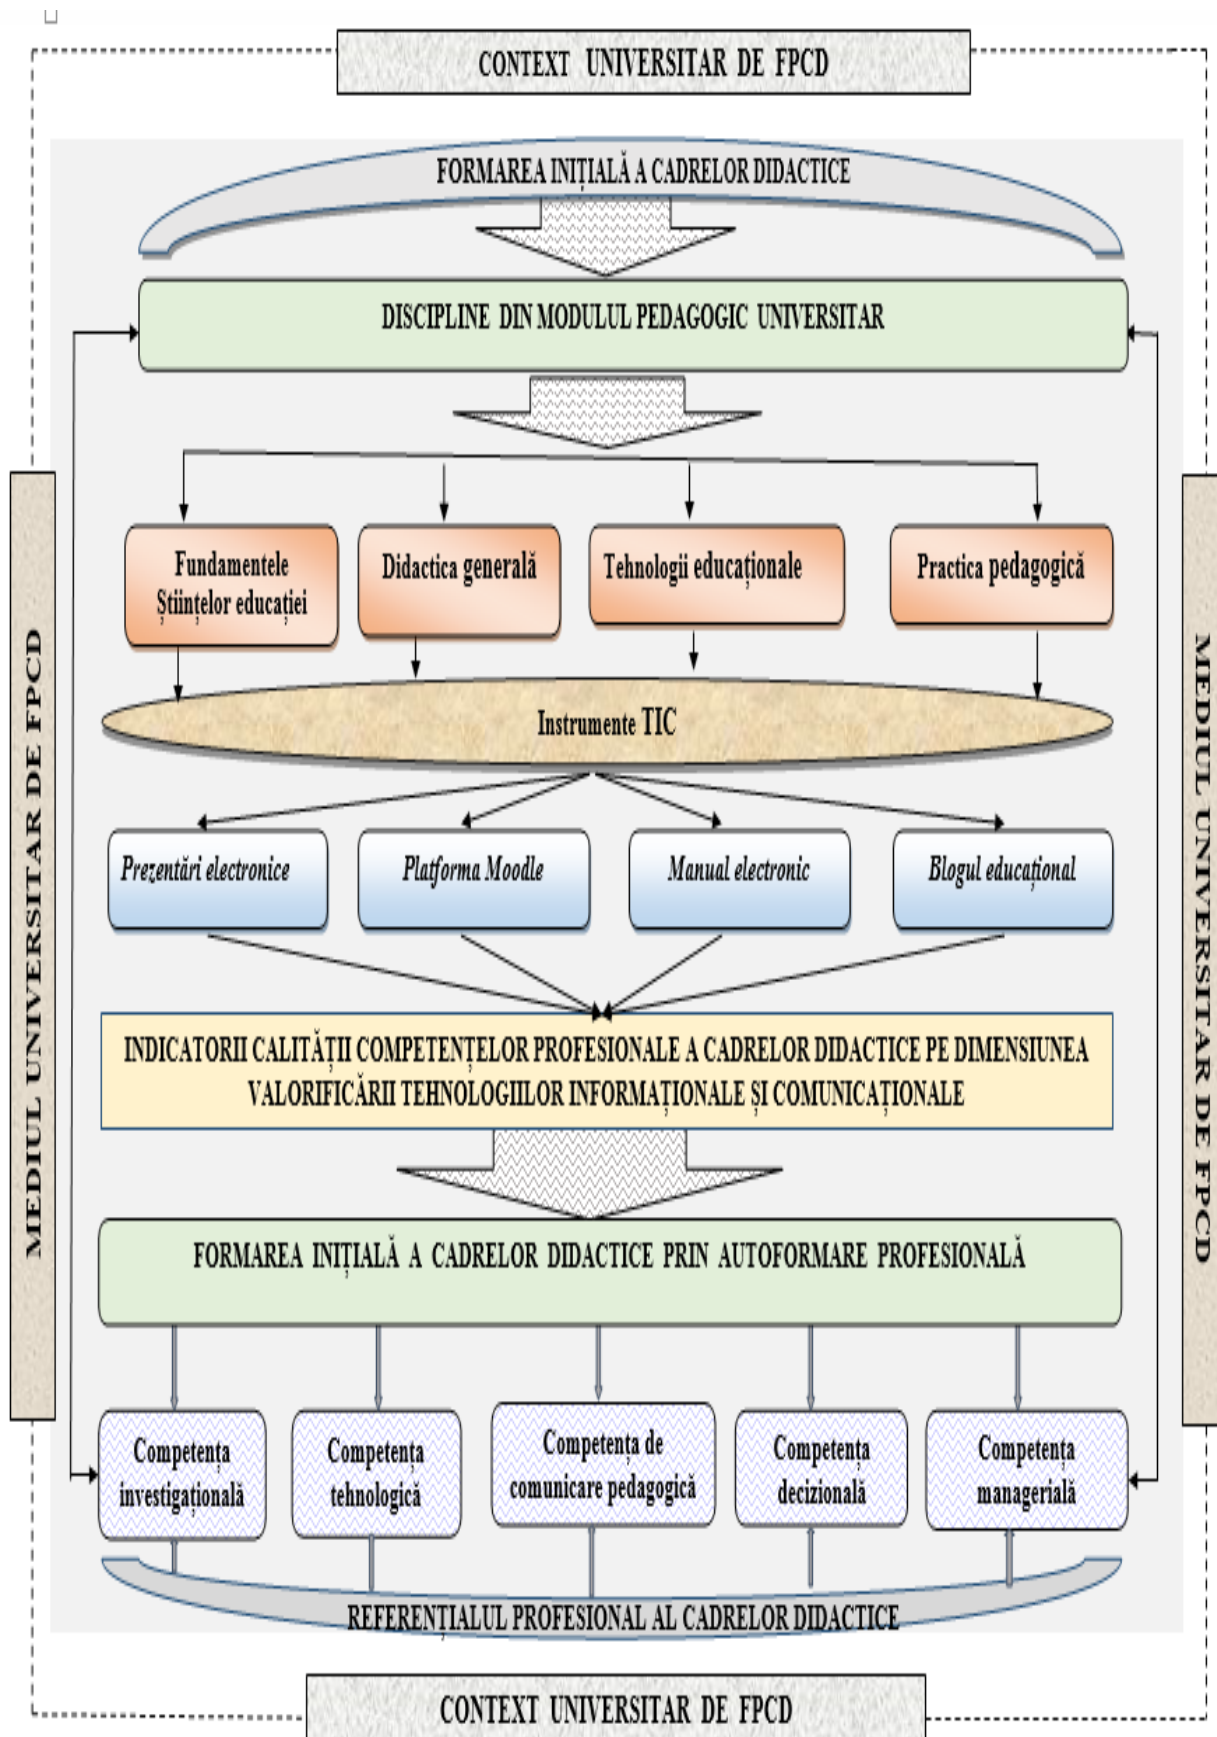 CONTEXT UNIVERSITAR DE FPCD
FORMAREA INIȚIALĂ A CADRELOR DIDACTICE
DISCIPLINE DIN MODULUL PEDAGOGIC UNIVERSITAR
Fundamentele
Științelor educației
Didactica generală
Tehnologii educaționale
Practica pedagogică
MEDIUL UNIVERSITAR DE FPCD
MEDIUL UNIVERSITAR DE FPCD
Instrumente TIC
Prezentări electronice
Platforma Moodle
Manual electronic
Blogul educațional
INDICATORII CALITĂȚII COMPETENȚELOR PROFESIONALE A CADRELOR DIDACTICE PE DIMENSIUNEA
VALORIFICĂRII TEHNOLOGIILOR INFORMAȚIONALE ȘI COMUNICAȚIONALE
FORMAREA INIȚIALĂ A CADRELOR DIDACTICE PRIN AUTOFORMARE PROFESIONALĂ
Competența
investigațională
Competența
tehnologică
Competența de
comunicare pedagogică
Competența
decizională
Competența
managerială
REFERENȚIALUL PROFESIONAL AL CADRELOR DIDACTICE
CONTEXT UNIVERSITAR DE FPCD